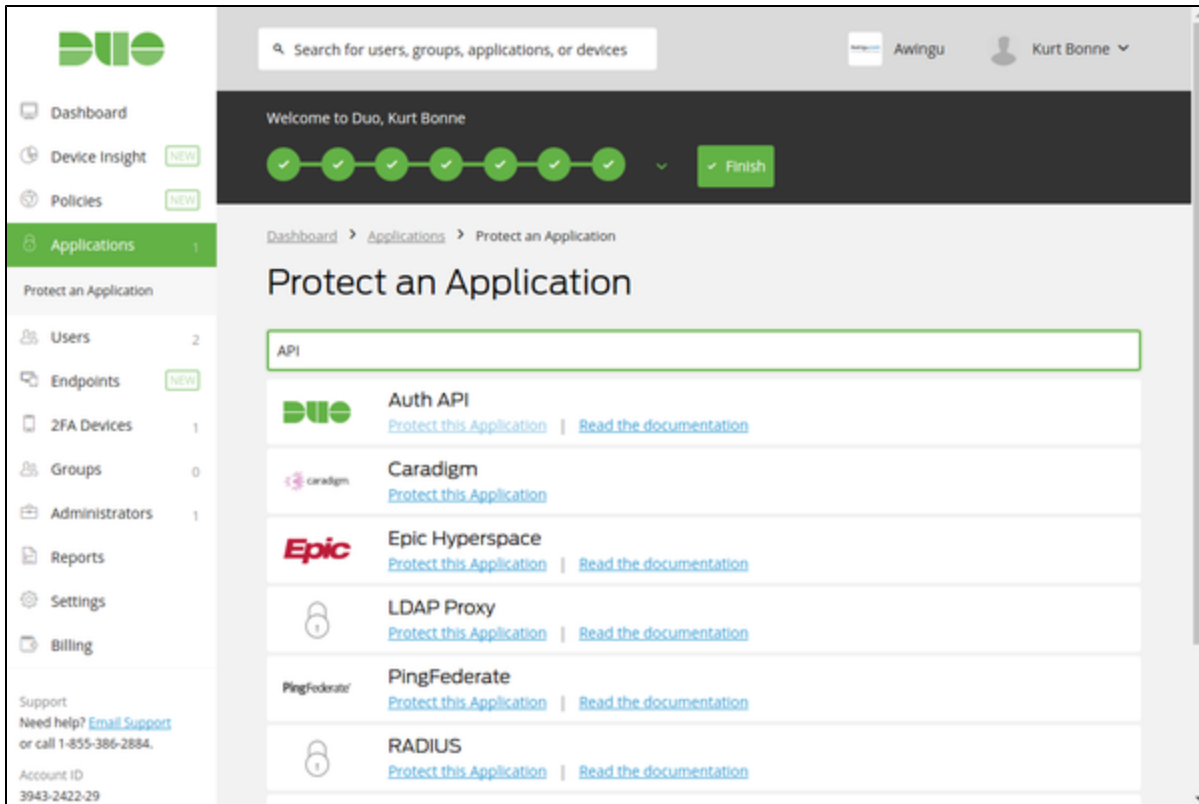 DUO
Search for users, groups, applications, or devices
Awingu
Kurt Bonne
Dashboard
Device Insight NEW
Policies NEW
Applications 1
Protect an Application
Users 2
Endpoints NEW
2FA Devices 1
Groups 0
Administrators 1
Reports
Settings
Billing
Support
Need help? Email Support
or call 1-855-386-2884.
Account ID
3943-2422-29
Welcome to Duo, Kurt Bonne
Finish
Dashboard > Applications > Protect an Application
Protect an Application
API
DUO
Auth API
Protect this Application | Read the documentation
caradigm
Caradigm
Protect this Application
Epic
Epic Hyperspace
Protect this Application | Read the documentation
LDAP Proxy
Protect this Application | Read the documentation
PingFederate
PingFederate
Protect this Application | Read the documentation
RADIUS
Protect this Application | Read the documentation